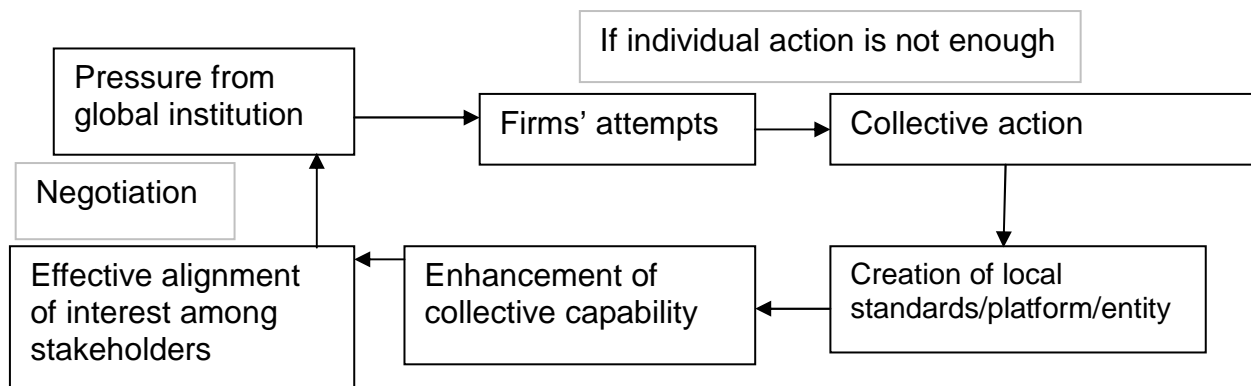 If individual action is not enough
Pressure from
global institution
Firms’ attempts
Collective action
Negotiation
Effective alignment
of interest among
stakeholders
Enhancement of
collective capability
Creation of local
standards/platform/entity